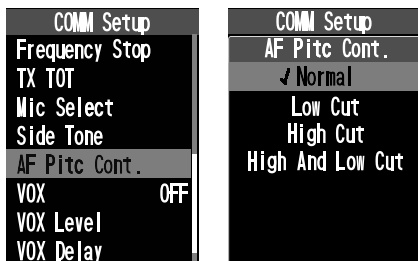 COMM Setup
Frequency Stop
TX TOT
Mic Select
Side Tone
AF Pitc Cont.
VOX OFF
VOX Level
VOX Delay
COMM Setup
AF Pitc Cont.
✓ Normal
Low Cut
High Cut
High And Low Cut